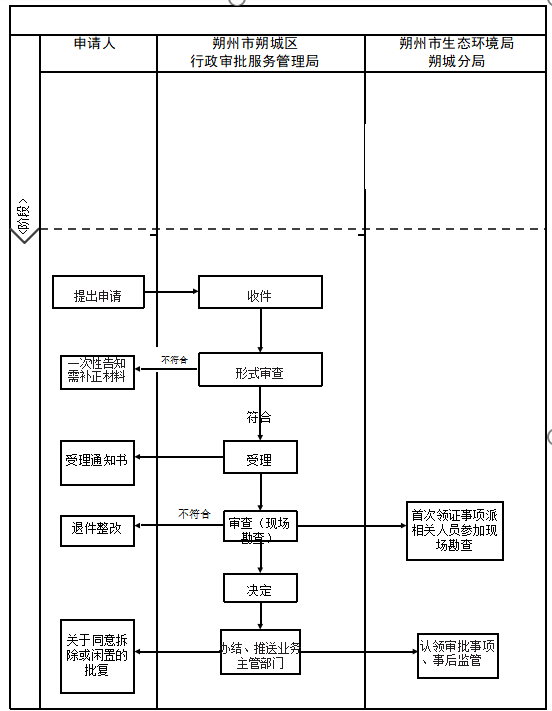 申请人
朔州市朔城区
行政审批服务管理局
朔州市生态环境局
朔城分局
<阶段>
提出申请
收件
一次性告知
需补正材料
不符合
形式审查
符合
受理通知书
受理
不符合
退件整改
审查（现场
勘查）
首次领证事项派
相关人员参加现
场勘查
决定
关于同意拆
除或闲置的
批复
办结、推送业务
主管部门
认领审批事项
、事后监管